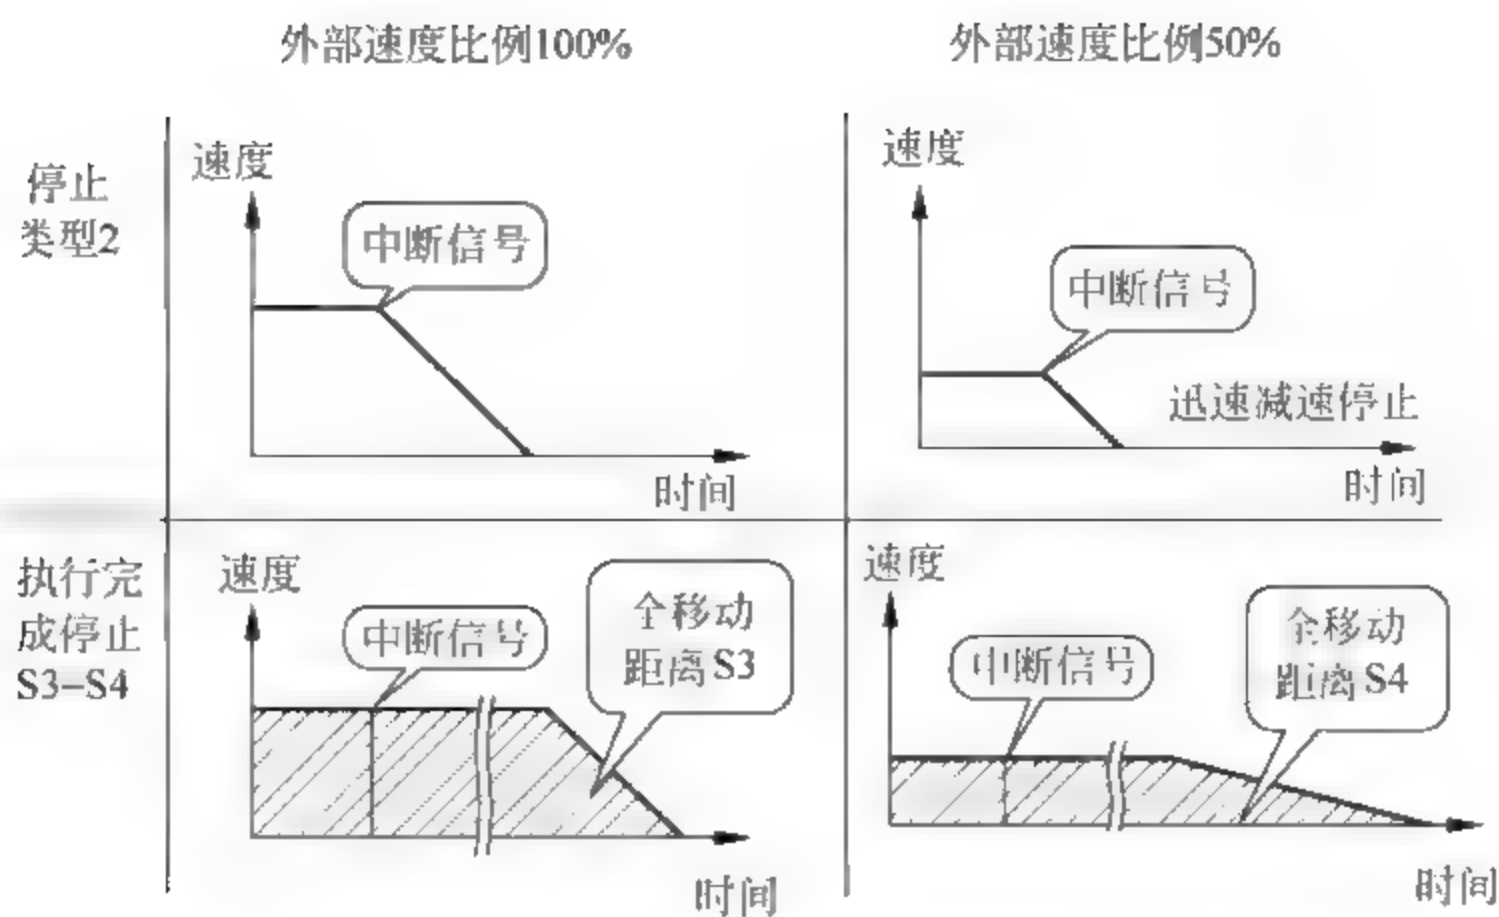 外部速度比例100%
外部速度比例50%
停止
类型2
速度
中断信号
时间
速度
中断信号
迅速减速停止
时间
执行完
成停止
S3-S4
速度
中断信号
全移动
距离S3
时间
速度
中断信号
全移动
距离S4
时间